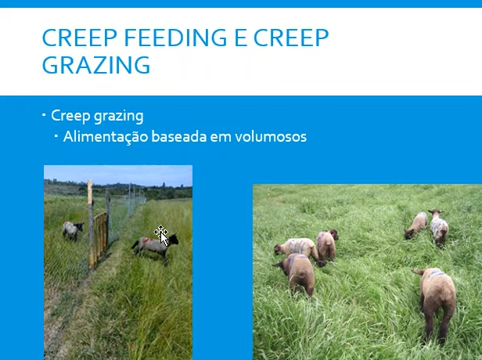 CREEP FEEDING E CREEP
GRAZING
Creep grazing
Alimentação baseada em volumosos